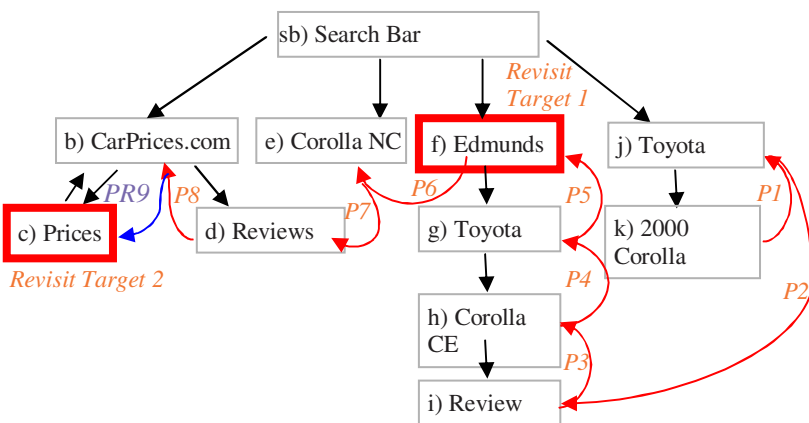 sb) Search Bar
Revisit
Target 1
b) CarPrices.com
e) Corolla NC
f) Edmunds
j) Toyota
PR9
P8
P6
P5
P1
c) Prices
d) Reviews
P7
g) Toyota
k) 2000
Corolla
Revisit Target 2
P4
P2
h) Corolla
CE
P3
i) Review